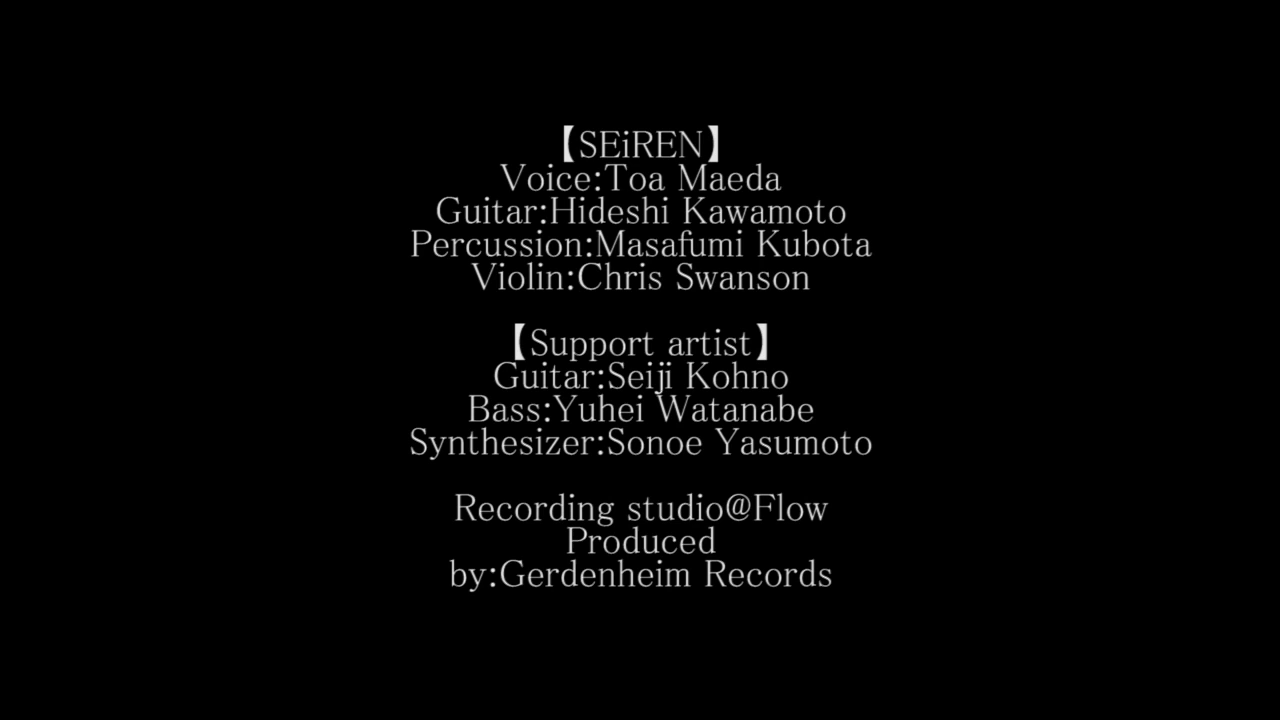 【SEiREN】
Voice:Toa Maeda
Guitar:Hideshi Kawamoto
Percussion:Masafumi Kubota
Violin:Chris Swanson
【Support artist】
Guitar:Seiji Kohno
Bass:Yuhei Watanabe
Synthesizer:Sonoe Yasumoto
Recording studio@Flow
Produced
by:Gerdenheim Records